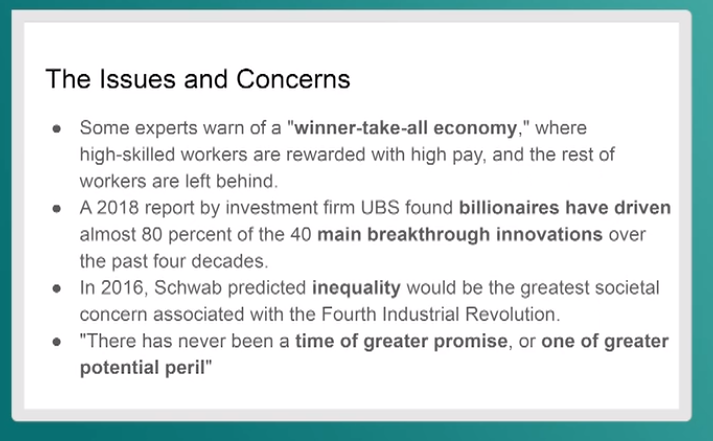 The Issues and Concerns
● Some experts warn of a "winner-take-all economy," where
high-skilled workers are rewarded with high pay, and the rest of
workers are left behind.
● A 2018 report by investment firm UBS found billionaires have driven
almost 80 percent of the 40 main breakthrough innovations over
the past four decades.
● In 2016, Schwab predicted inequality would be the greatest societal
concern associated with the Fourth Industrial Revolution.
● "There has never been a time of greater promise, or one of greater
potential peril"